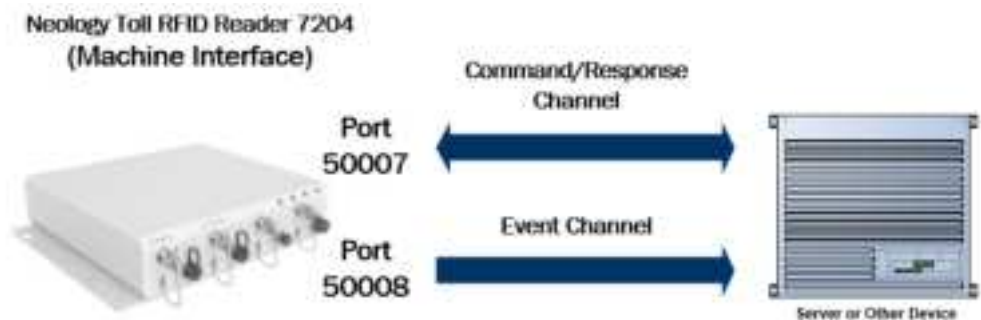 Neology Toll RFID Reader 7204
(Machine Interface)
Command/Response
Channel
Port
50007
Event Channel
Port
50008
Server or Other Device